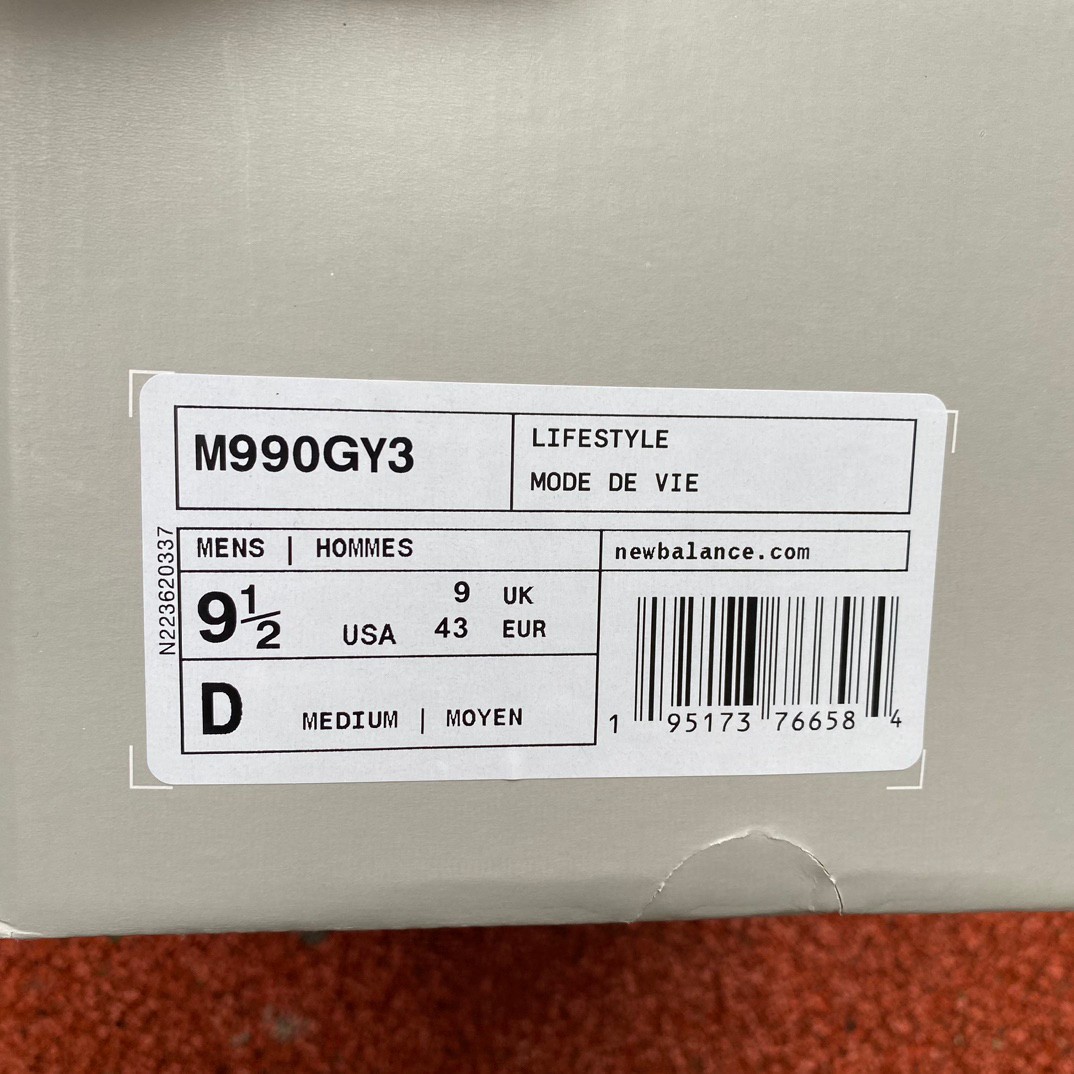 M990GY3
LIFESTYLE
MODE DE VIE
N223620337
MENS | HOMMES
newbalance.com
9½ USA
9 UK
43 EUR
D MEDIUM | MOYEN
1 95173 76658 4